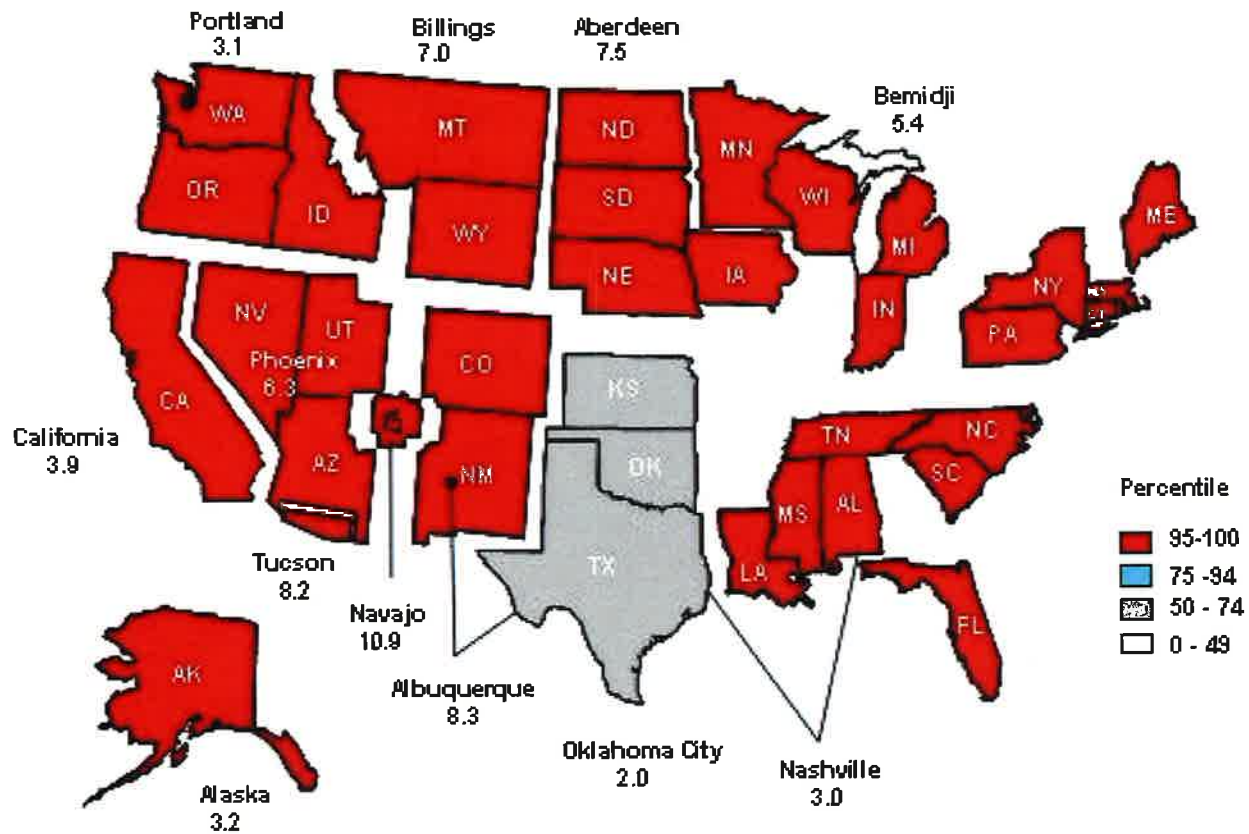 Portland
3.1
Billings
7.0
Aberdeen
7.5
Bemidji
5.4
WA
MT
ND
MN
OR
ID
SD
WI
ME
WY
MI
NE
IA
NY
NV
UT
IN
PA
Phoenix
6.3
CO
KS
CA
California
3.9
TN
NC
AZ
NM
OK
SC
MS
AL
TX
LA
FL
Tucson
8.2
Navajo
10.9
Albuquerque
8.3
AK
Alaska
3.2
Oklahoma City
2.0
Nashville
3.0
Percentile
95-100
75 -94
50 - 74
0 - 49